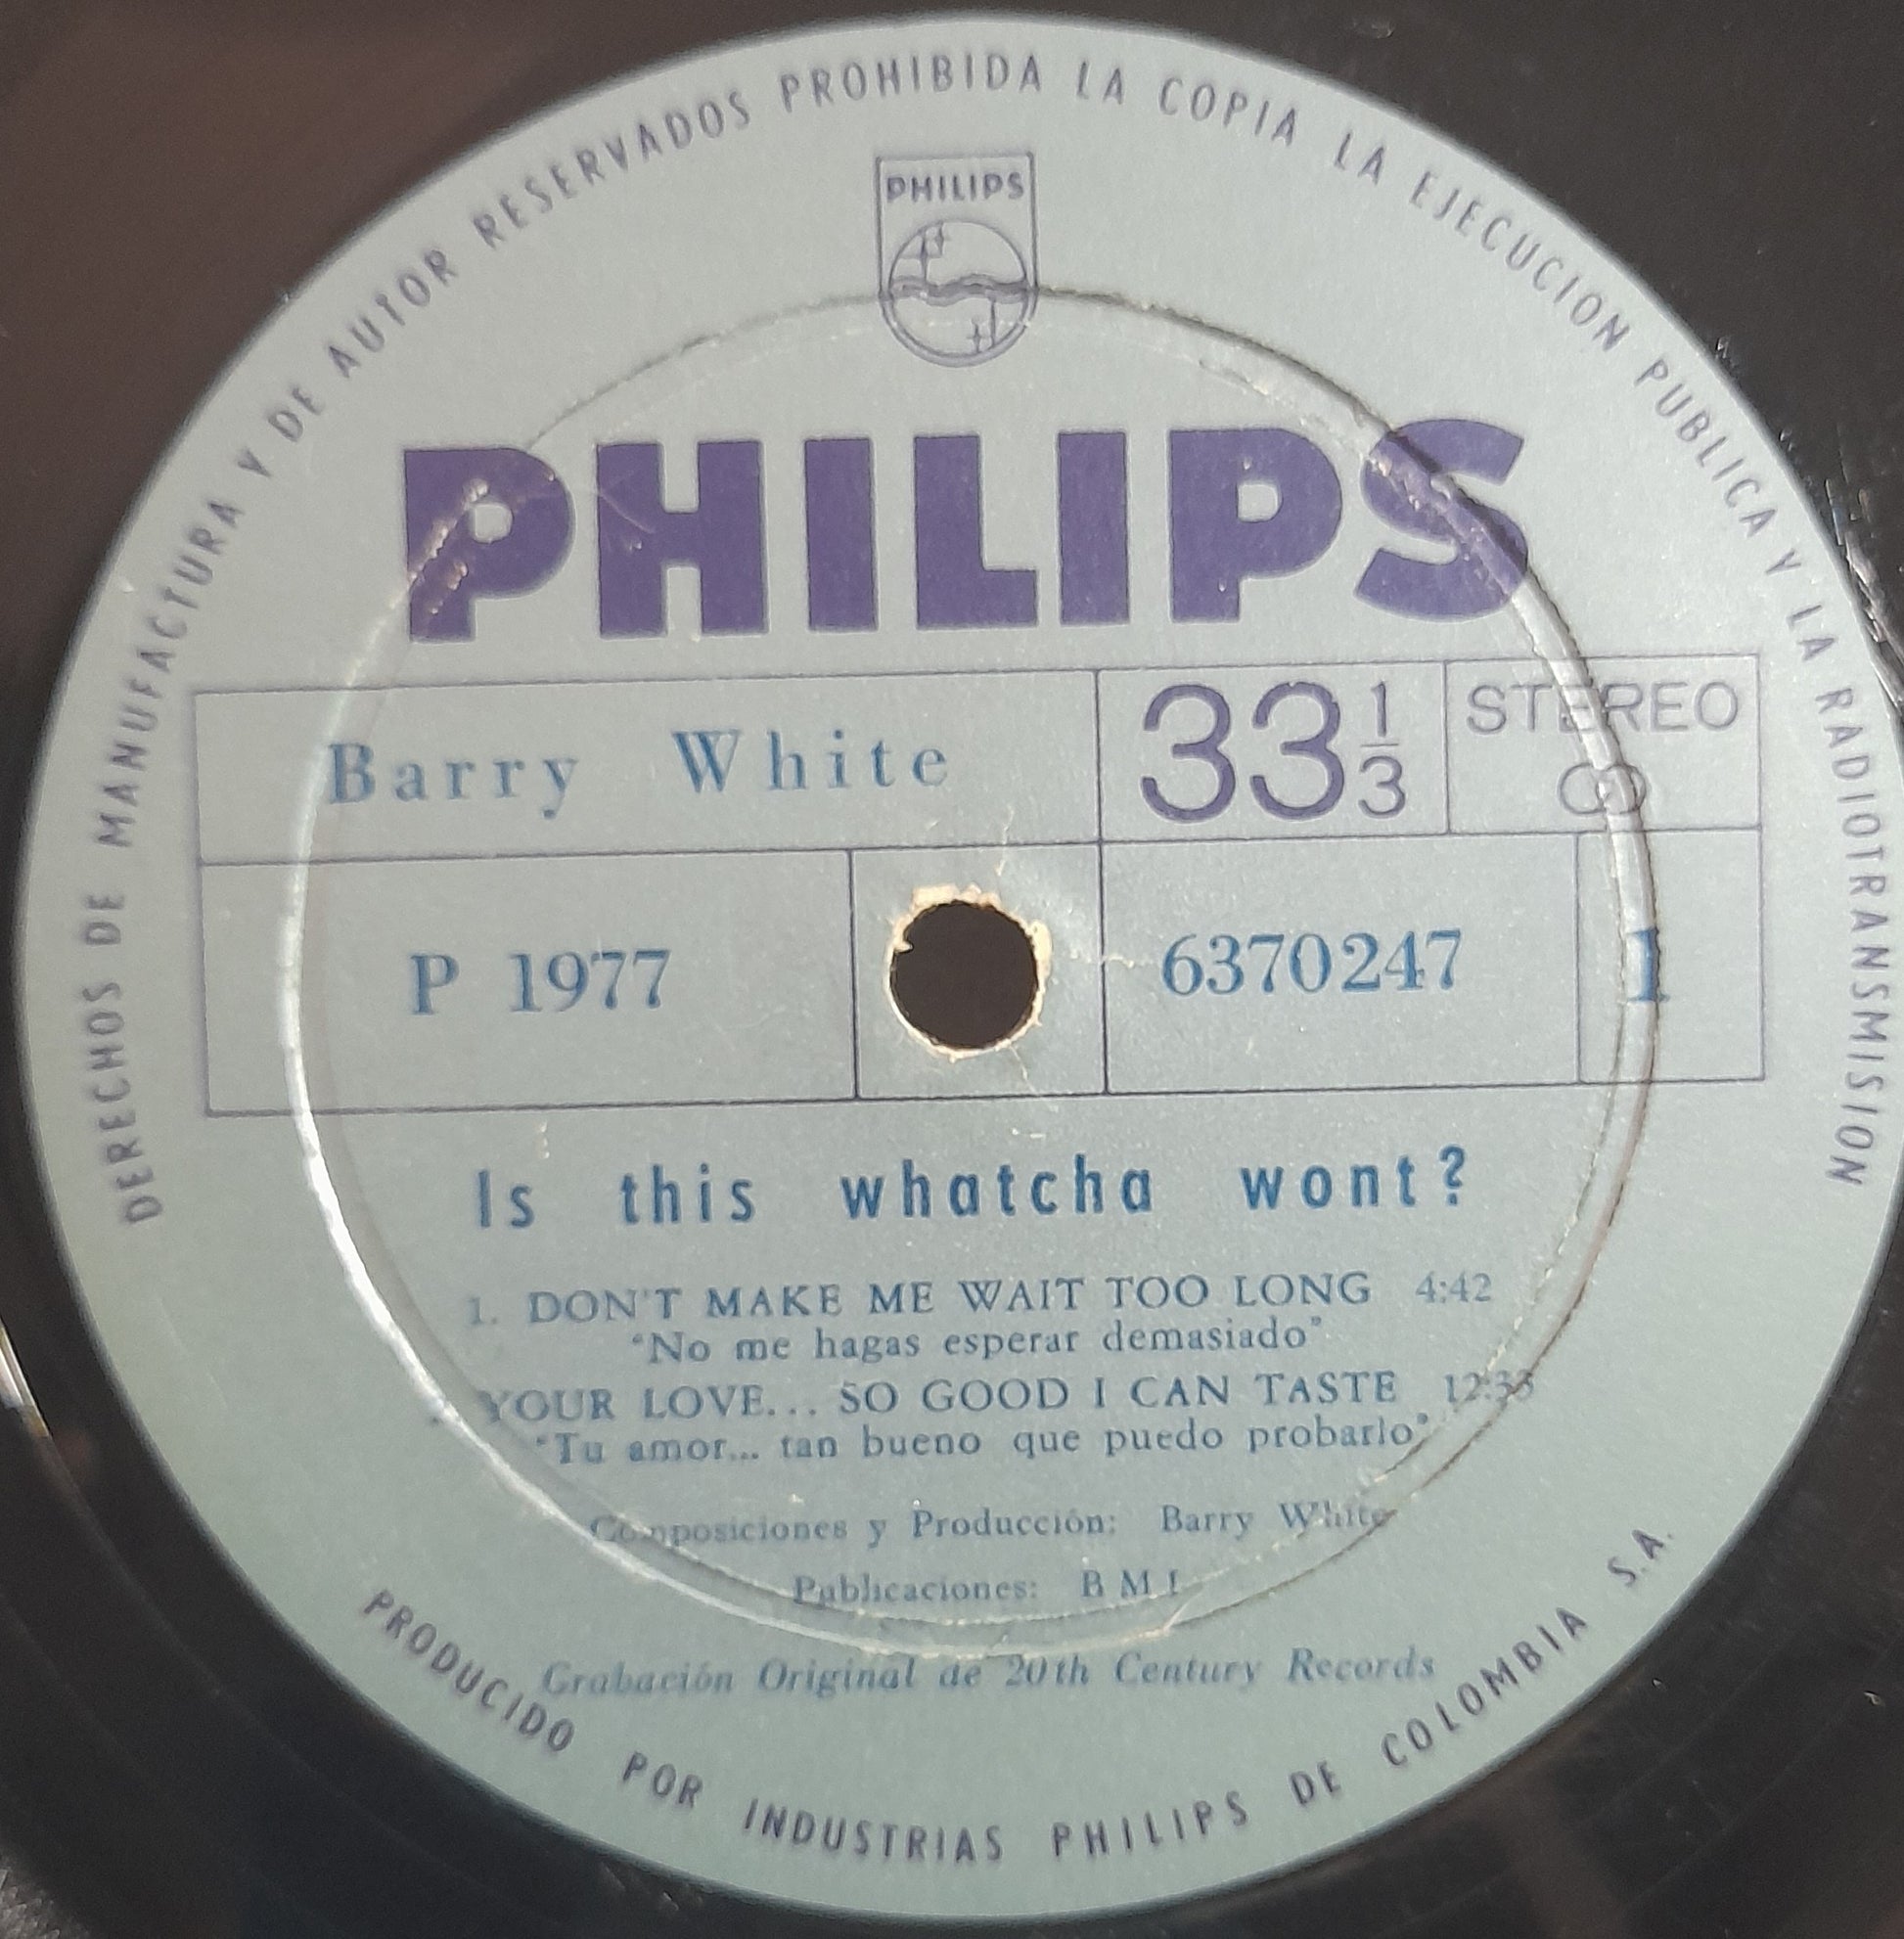 DERECHOS DE MANUFACTURA Y DE AUTOR RESERVADOS PROHIBIDA LA COPIA LA EJECUCION PUBLICA Y LA RADIOTRANSMISION
PHILIPS
PHILIPS
Barry White
33 1/3
STEREO
P 1977
6370247
1
Is this whatcha wont?
1. DON'T MAKE ME WAIT TOO LONG 4:42
"No me hagas esperar demasiado"
YOUR LOVE... SO GOOD I CAN TASTE 12:33
"Tu amor... tan bueno que puedo probarlo"
Composiciones y Producción: Barry White
Publicaciones: B M I
Grabación Original de 20th Century Records
PRODUCIDO POR INDUSTRIAS PHILIPS DE COLOMBIA S.A.